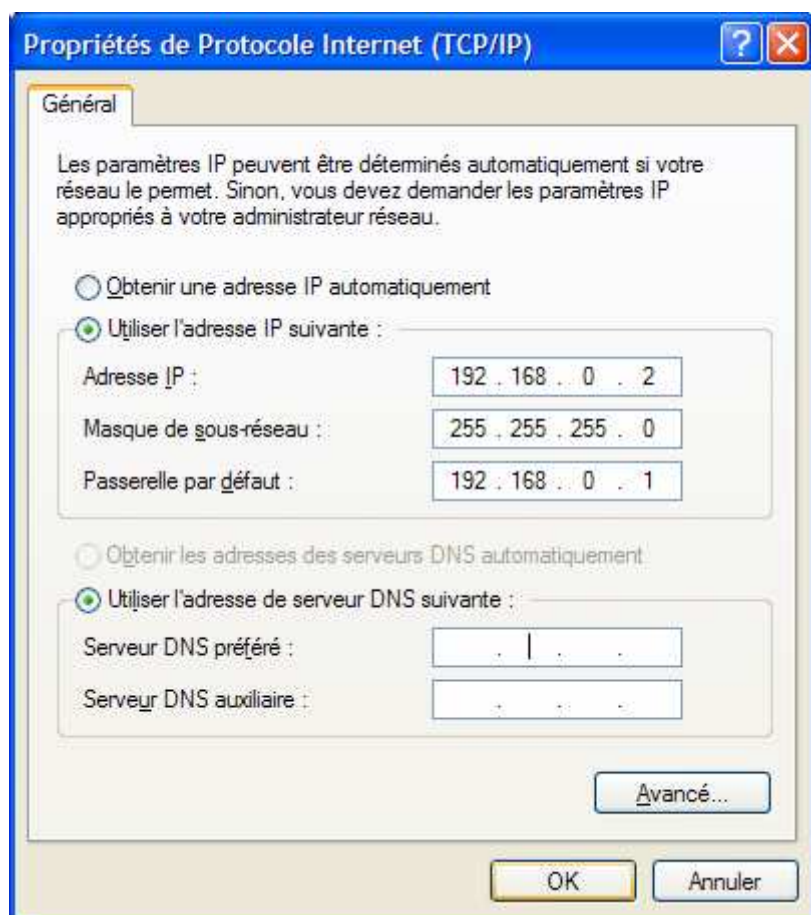 Propriétés de Protocole Internet (TCP/IP)
Général
Les paramètres IP peuvent être déterminés automatiquement si votre
réseau le permet. Sinon, vous devez demander les paramètres IP
appropriés à votre administrateur réseau.
Obtenir une adresse IP automatiquement
Utiliser l'adresse IP suivante :
Adresse IP : 192 . 168 . 0 . 2
Masque de sous-réseau : 255 . 255 . 255 . 0
Passerelle par défaut : 192 . 168 . 0 . 1
Obtenir les adresses des serveurs DNS automatiquement
Utiliser l'adresse de serveur DNS suivante :
Serveur DNS préféré : . . .
Serveur DNS auxiliaire : . . .
Avancé...
OK Annuler